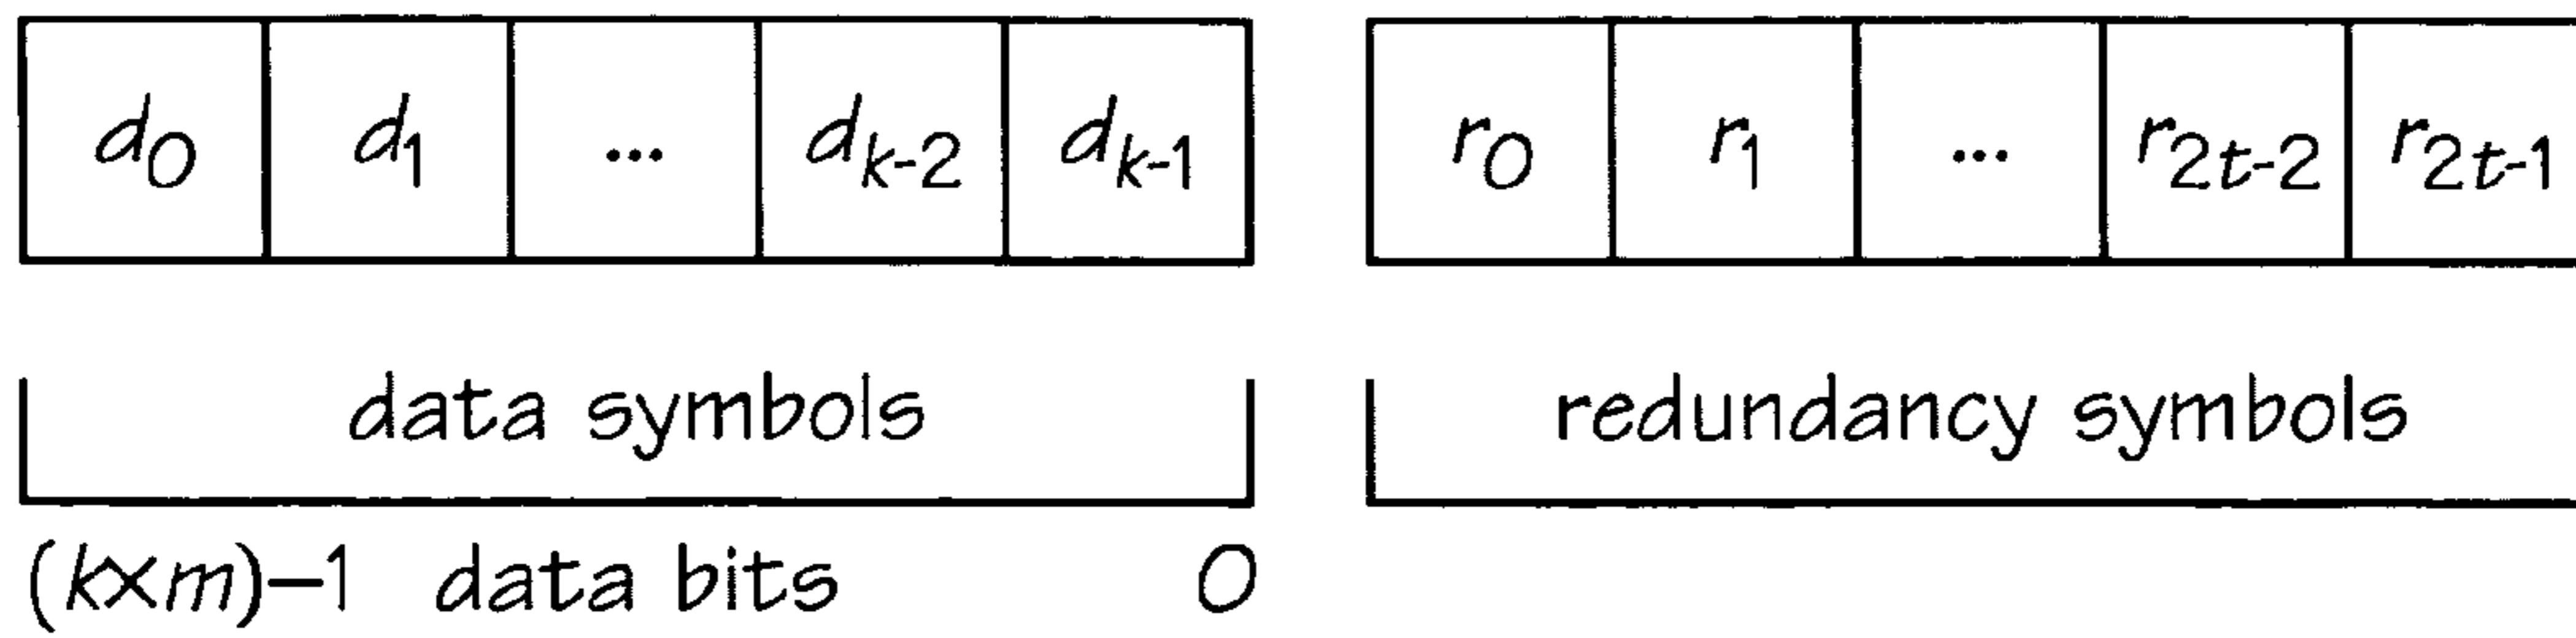 d0 d1 ... dk-2 dk-1 r0 r1 ... r2t-2 r2t-1
data symbols redundancy symbols
(k×m)–1 data bits 0